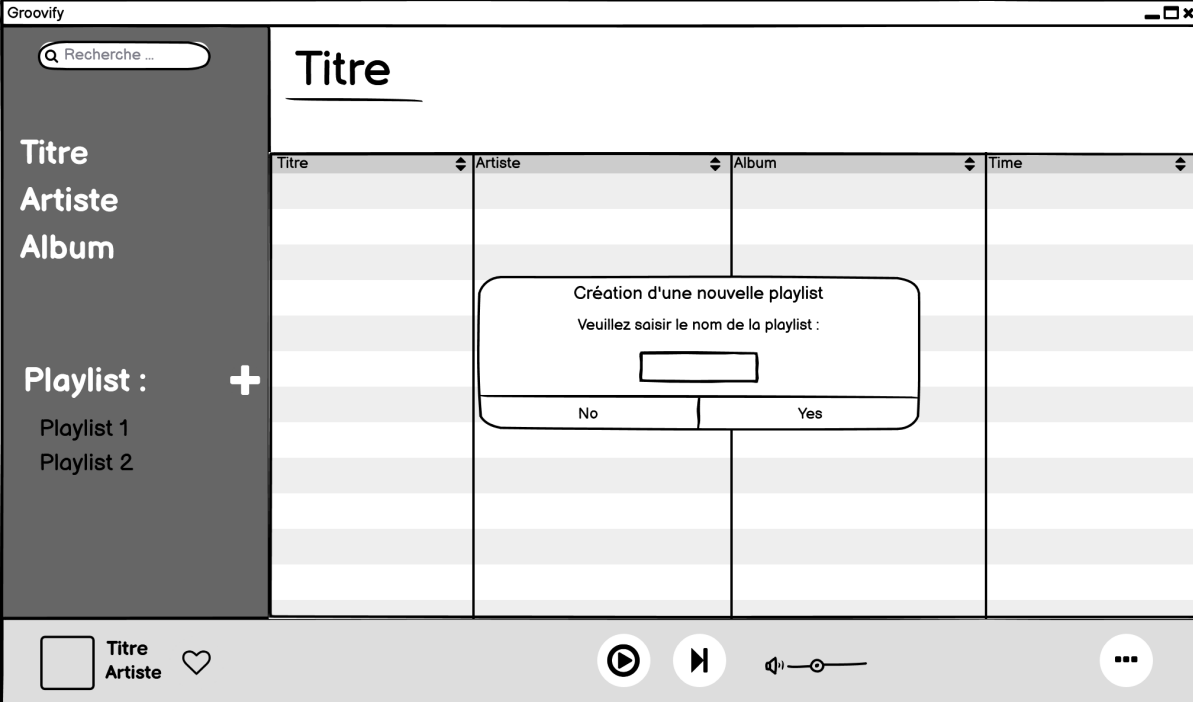 Groovify
Recherche ...
Titre
Artiste
Album
Playlist :
Playlist 1
Playlist 2
Titre
Titre Artiste Album Time
Création d'une nouvelle playlist
Veuillez saisir le nom de la playlist :
No Yes
Titre
Artiste